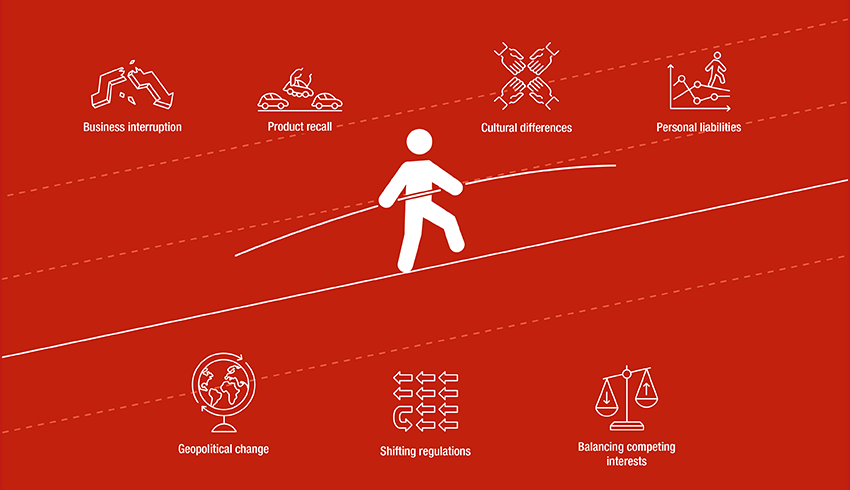 Business interruption
Product recall
Cultural differences
Personal liabilities
Geopolitical change
Shifting regulations
Balancing competing
interests